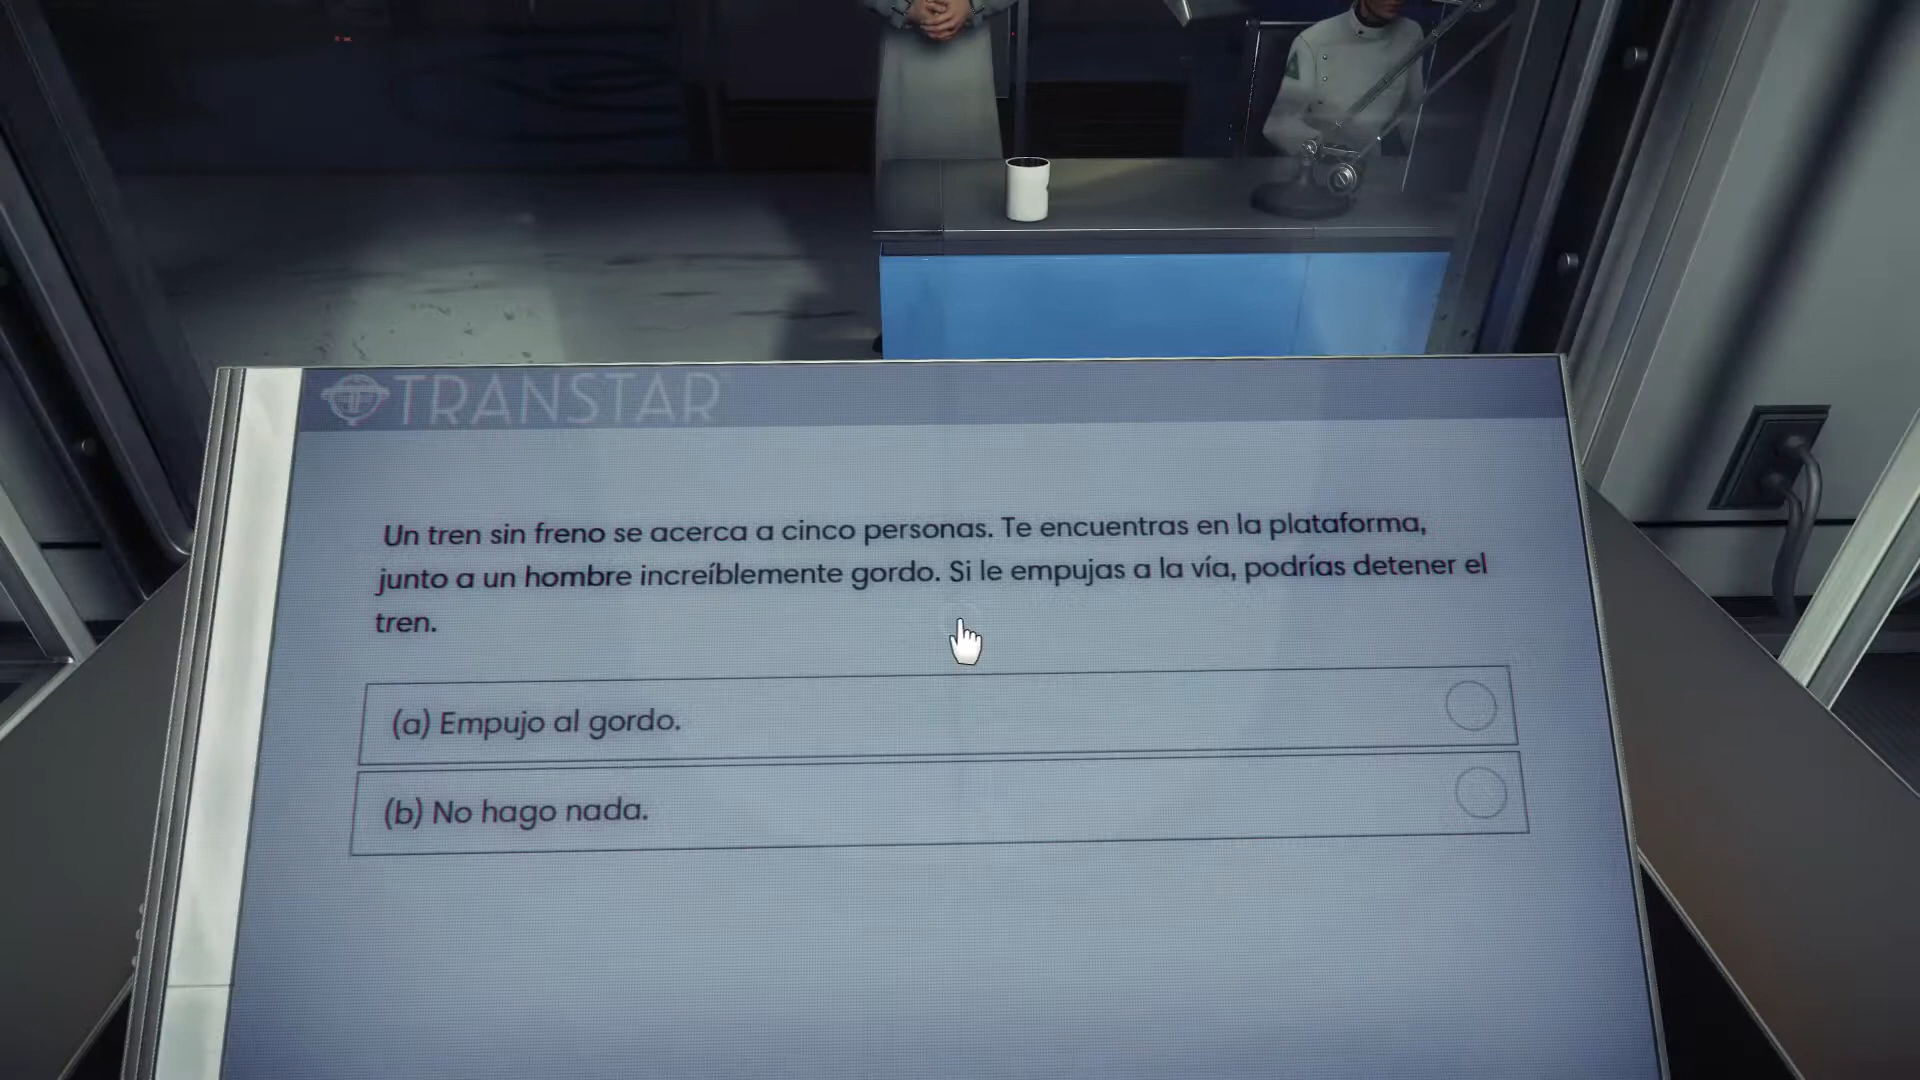 TRANSTAR
Un tren sin freno se acerca a cinco personas. Te encuentras en la plataforma,
junto a un hombre increíblemente gordo. Si le empujas a la vía, podrías detener el
tren.
(a) Empujo al gordo.
(b) No hago nada.